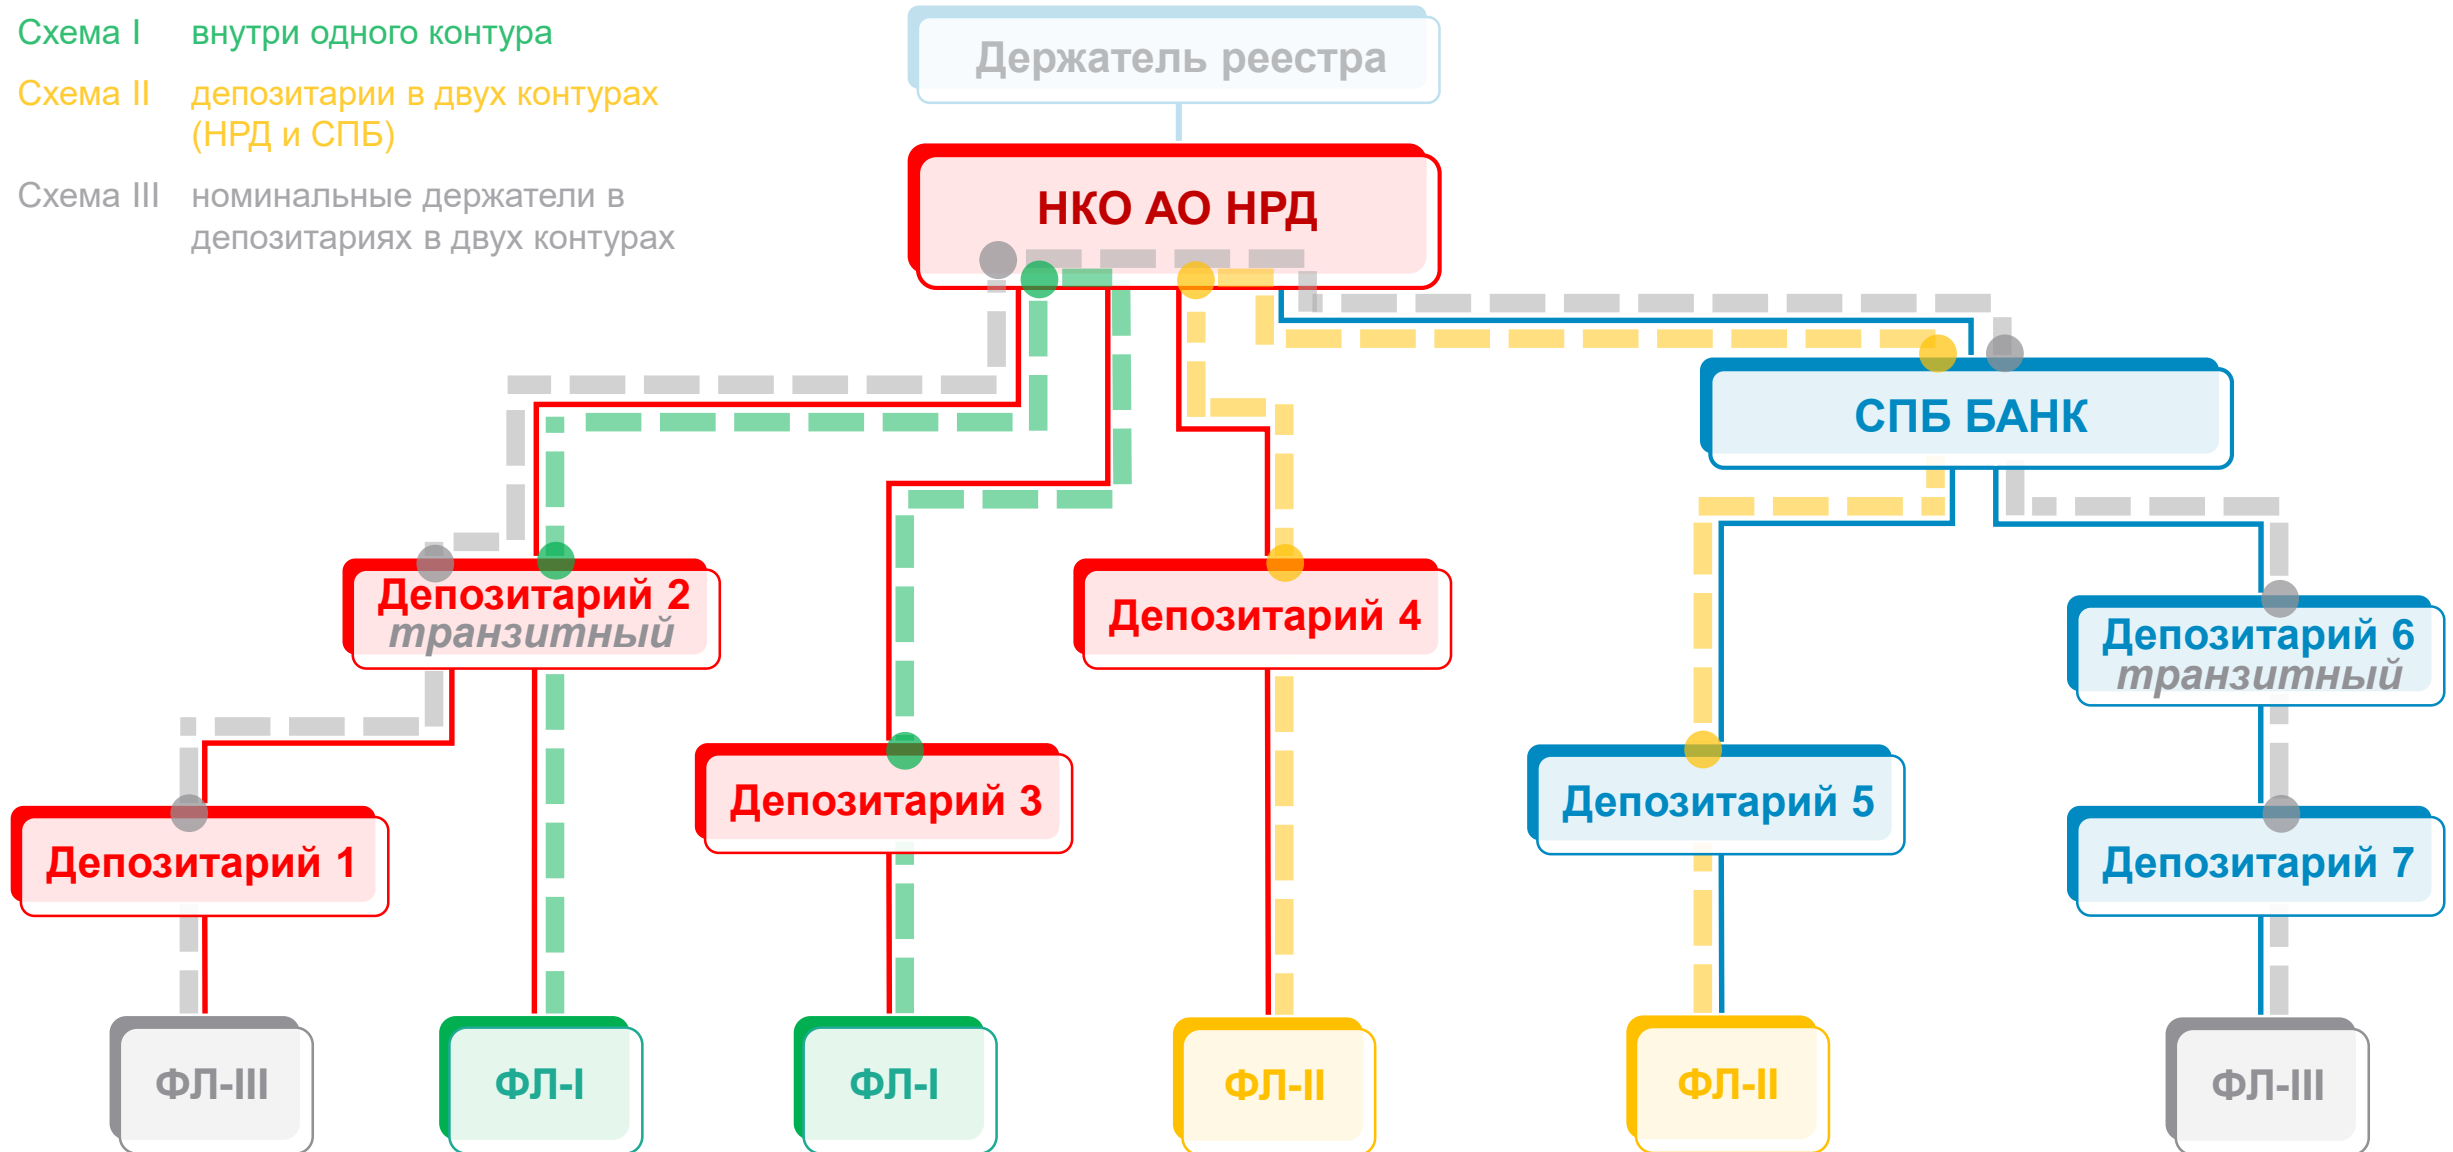 Схема I внутри одного контура
Схема II депозитарии в двух контурах
(НРД и СПБ)
Схема III номинальные держатели в
депозитариях в двух контурах
Держатель реестра
НКО АО НРД
СПБ БАНК
Депозитарий 2
транзитный
Депозитарий 4
Депозитарий 6
транзитный
Депозитарий 3
Депозитарий 5
Депозитарий 1
Депозитарий 7
ФЛ-III
ФЛ-I
ФЛ-I
ФЛ-II
ФЛ-II
ФЛ-III